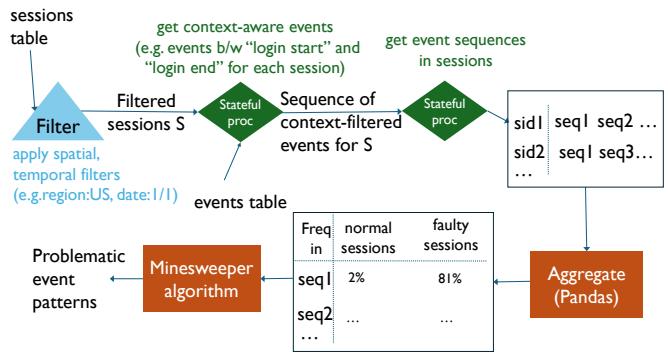 sessions
table
get context-aware events
(e.g. events b/w “login start” and
“login end” for each session)
get event sequences
in sessions
Filter
Filtered
sessions S
Stateful
proc
Sequence of
context-filtered
events for S
Stateful
proc
sid1 seq1 seq2 ...
sid2 seq1 seq3...
...
apply spatial,
temporal filters
(e.g.region:US, date:1/1)
events table
Problematic
event
patterns
Minesweeper
algorithm
Freq
in
normal
sessions
faulty
sessions
seq1 2% 81%
seq2 ... ...
...
Aggregate
(Pandas)